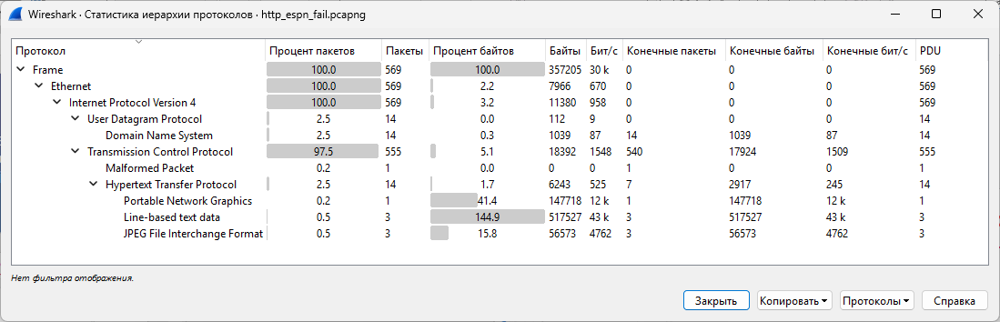 Wireshark · Статистика иерархии протоколов · http_espn_fail.pcapng
Протокол Процент пакетов Пакеты Процент байтов Байты Бит/с Конечные пакеты Конечные байты Конечные бит/с PDU
Frame 100.0 569 100.0 357205 30 k 0 0 0 569
Ethernet 100.0 569 2.2 7966 670 0 0 0 569
Internet Protocol Version 4 100.0 569 3.2 11380 958 0 0 0 569
User Datagram Protocol 2.5 14 0.0 112 9 0 0 0 14
Domain Name System 2.5 14 0.3 1039 87 14 1039 87 14
Transmission Control Protocol 97.5 555 5.1 18392 1548 540 17924 1509 555
Malformed Packet 0.2 1 0.0 0 0 1 0 0 1
Hypertext Transfer Protocol 2.5 14 1.7 6243 525 7 2917 245 14
Portable Network Graphics 0.2 1 41.4 147718 12 k 1 147718 12 k 1
Line-based text data 0.5 3 144.9 517527 43 k 3 517527 43 k 3
JPEG File Interchange Format 0.5 3 15.8 56573 4762 3 56573 4762 3
Нет фильтра отображения.
Закрыть Копировать Протоколы Справка